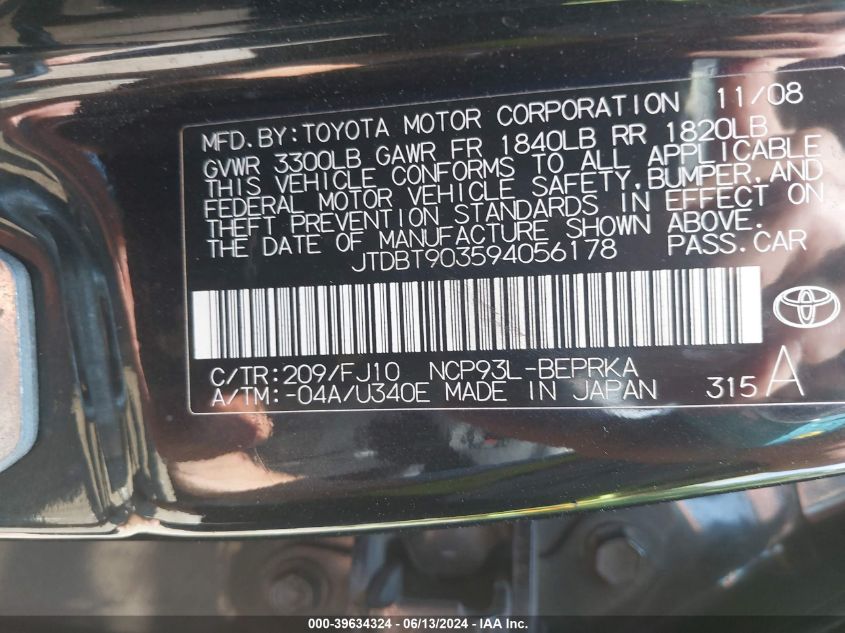 MFD.BY:TOYOTA MOTOR CORPORATION 11/08
GVWR 3300LB GAWR FR 1840LB RR 1820LB
THIS VEHICLE CONFORMS TO ALL APPLICABLE
FEDERAL MOTOR VEHICLE SAFETY,BUMPER,AND
THEFT PREVENTION STANDARDS IN EFFECT ON
THE DATE OF MANUFACTURE SHOWN ABOVE.
JTDBT903594056178 PASS.CAR
C/TR:209/FJ10 NCP93L-BEPRKA
A/TM:-04A/U340E MADE IN JAPAN 315 A
000-39634324 / 06/13/2024 - IAA Inc.